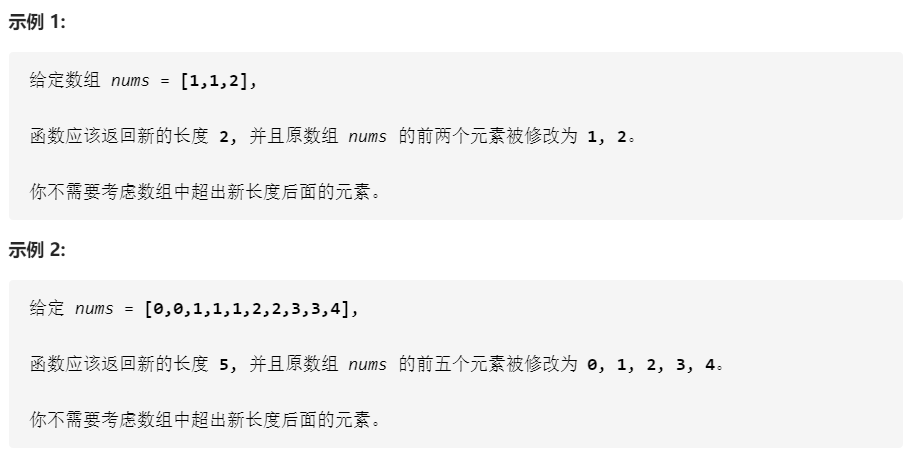 示例 1:
给定数组 nums = [1,1,2],
函数应该返回新的长度 2, 并且原数组 nums 的前两个元素被修改为 1, 2。
你不需要考虑数组中超出新长度后面的元素。
示例 2:
给定 nums = [0,0,1,1,1,2,2,3,3,4],
函数应该返回新的长度 5, 并且原数组 nums 的前五个元素被修改为 0, 1, 2, 3, 4。
你不需要考虑数组中超出新长度后面的元素。